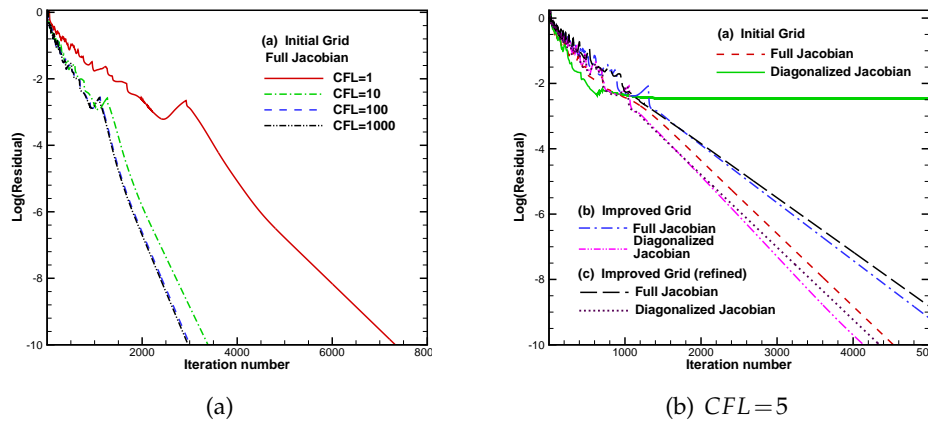 0
-2
-4
-6
-8
-10
Log(Residual)
2000
4000
6000
800
Iteration number
(a) Initial Grid
Full Jacobian
CFL=1
CFL=10
CFL=100
CFL=1000
(a)
0
-2
-4
-6
-8
-10
Log(Residual)
0
1000
2000
3000
4000
500
Iteration number
(a) Initial Grid
Full Jacobian
Diagonalized Jacobian
(b) Improved Grid
Full Jacobian
Diagonalized
Jacobian
(c) Improved Grid (refined)
Full Jacobian
Diagonalized Jacobian
(b) CFL=5